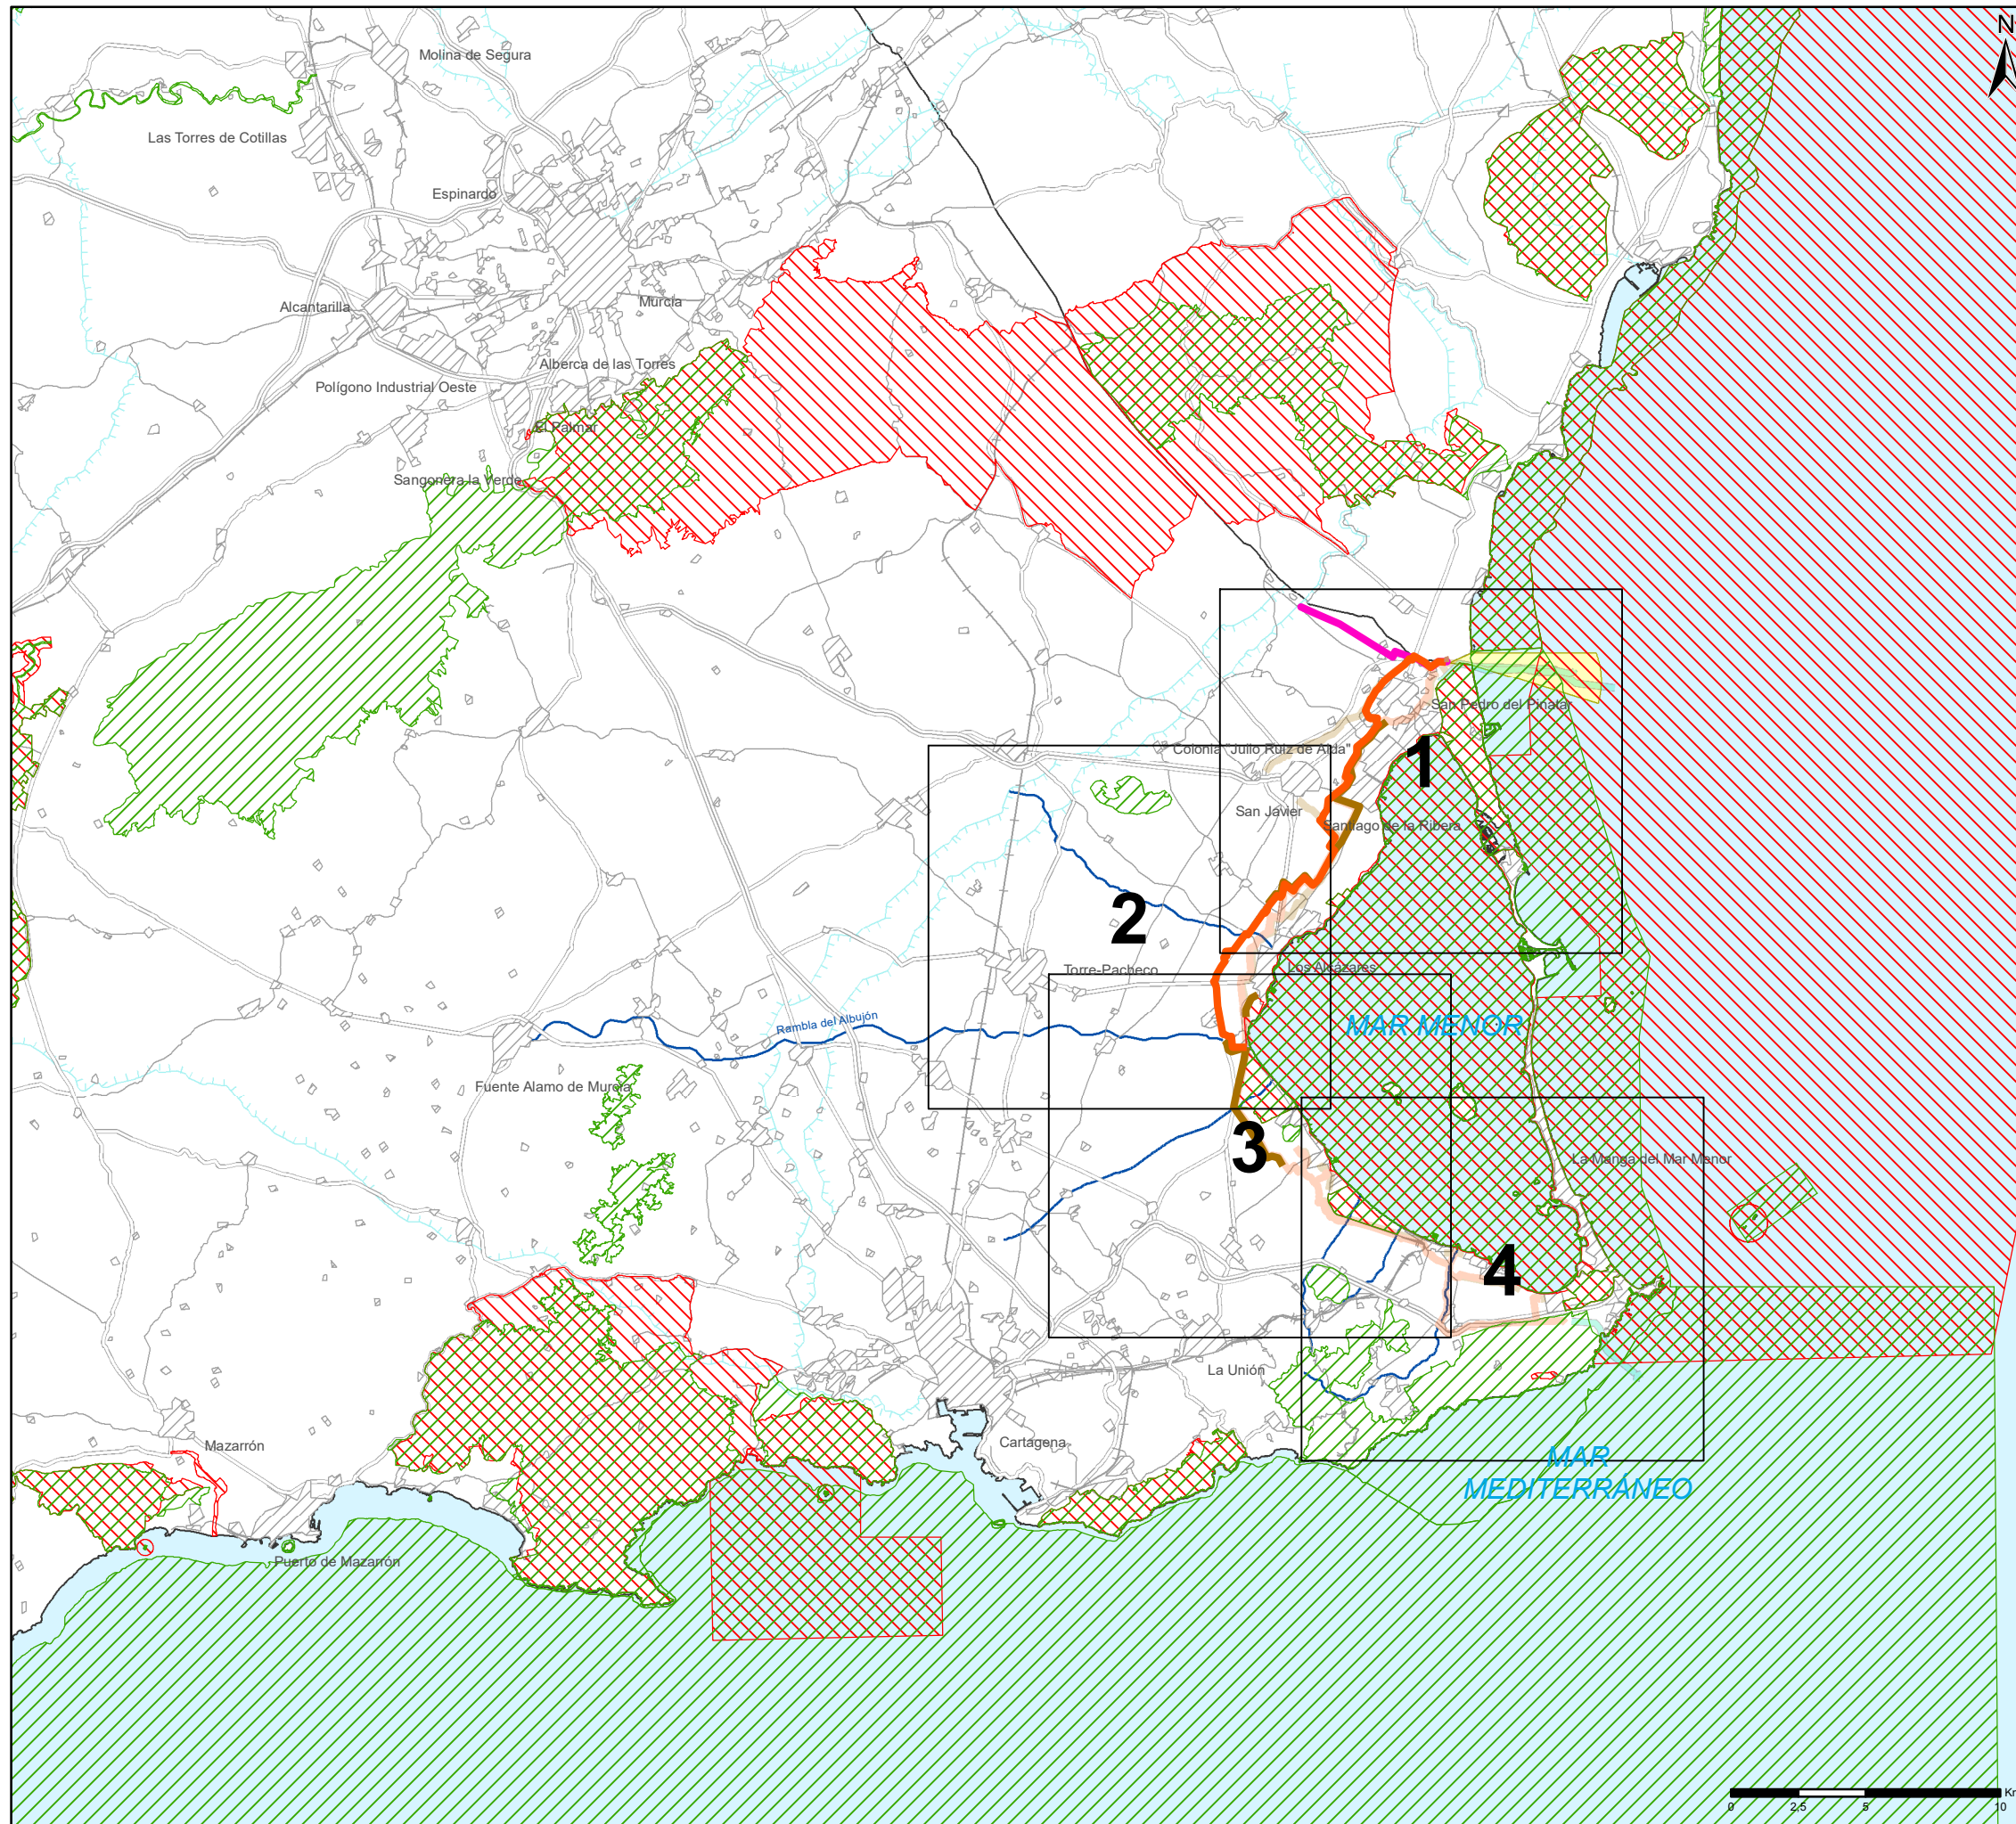 N
Molina de Segura
Las Torres de Cotillas
Espinardo
Murcia
Alcantarilla
Alberca de las Torres
Polígono Industrial Oeste
El Palmar
Sangonera la Verde
San Pedro del Pinatar
1
Colonia "Julio Ruiz de Alda"
San Javier
Santiago de la Ribera
2
Torre-Pacheco
Los Alcázares
Rambla del Albujón
MAR MENOR
Fuente Alamo de Murcia
3
La Manga del Mar Menor
4
La Unión
Cartagena
Mazarrón
MAR
MEDITERRÁNEO
Puerto de Mazarrón
0 2,5 5 10